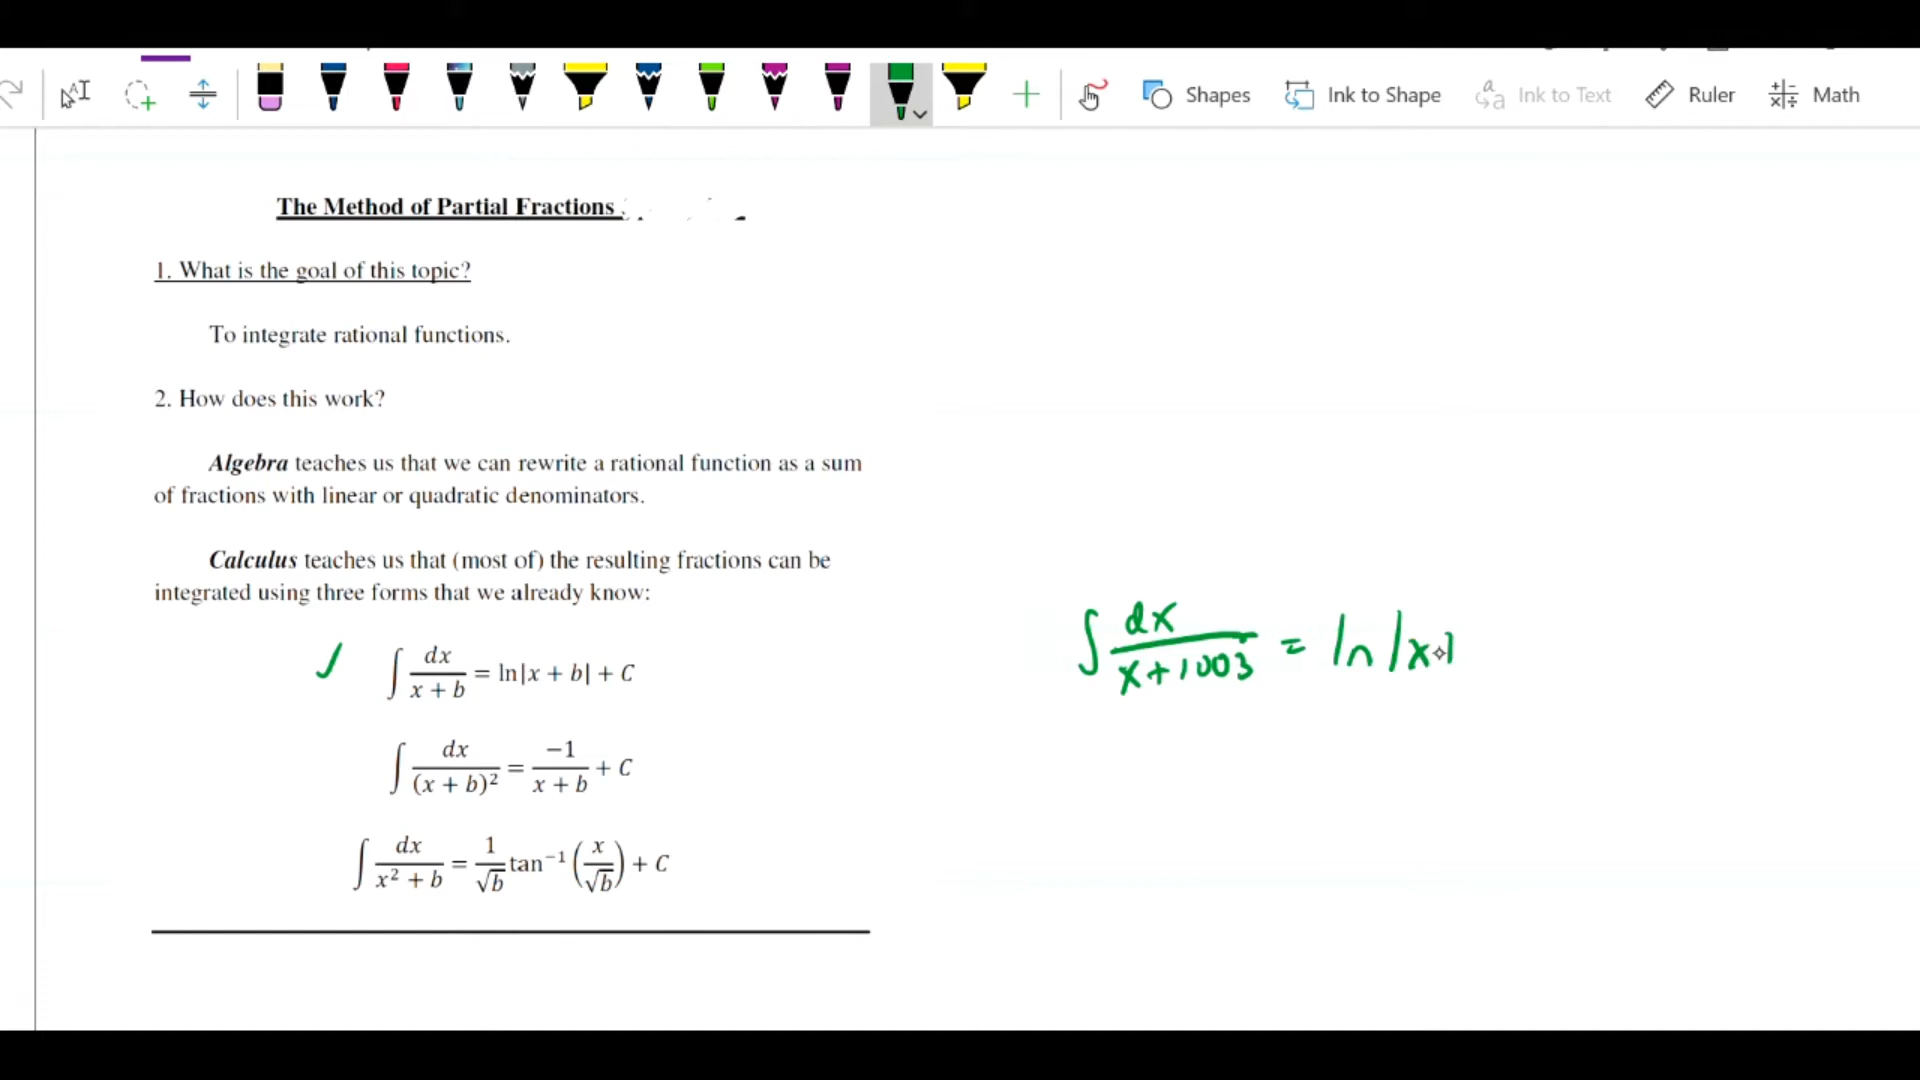 Shapes Ink to Shape Ink to Text Ruler Math
The Method of Partial Fractions
1. What is the goal of this topic?
To integrate rational functions.
2. How does this work?
Algebra teaches us that we can rewrite a rational function as a sum
of fractions with linear or quadratic denominators.
Calculus teaches us that (most of) the resulting fractions can be
integrated using three forms that we already know:
∫ dx/(x + b) = ln|x + b| + C
∫ dx/(x + b)² = −1/(x + b) + C
∫ dx/(x² + b) = 1/√b tan⁻¹(x/√b) + C
∫ dx/(x+1003) = ln|x+